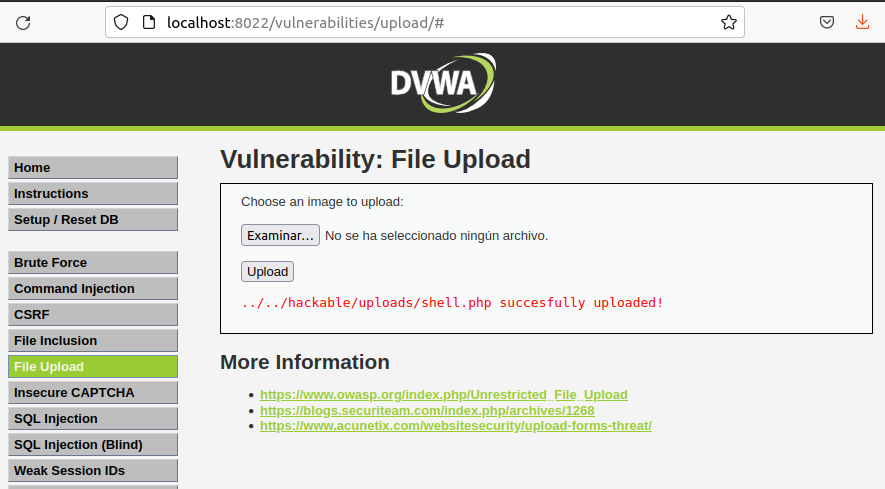 localhost:8022/vulnerabilities/upload/#
DVWA
Home
Instructions
Setup / Reset DB
Brute Force
Command Injection
CSRF
File Inclusion
File Upload
Insecure CAPTCHA
SQL Injection
SQL Injection (Blind)
Weak Session IDs
Vulnerability: File Upload
Choose an image to upload:
Examinar... No se ha seleccionado ningún archivo.
Upload
../../hackable/uploads/shell.php succesfully uploaded!
More Information
• https://www.owasp.org/index.php/Unrestricted_File_Upload
• https://blogs.securiteam.com/index.php/archives/1268
• https://www.acunetix.com/websitesecurity/upload-forms-threat/